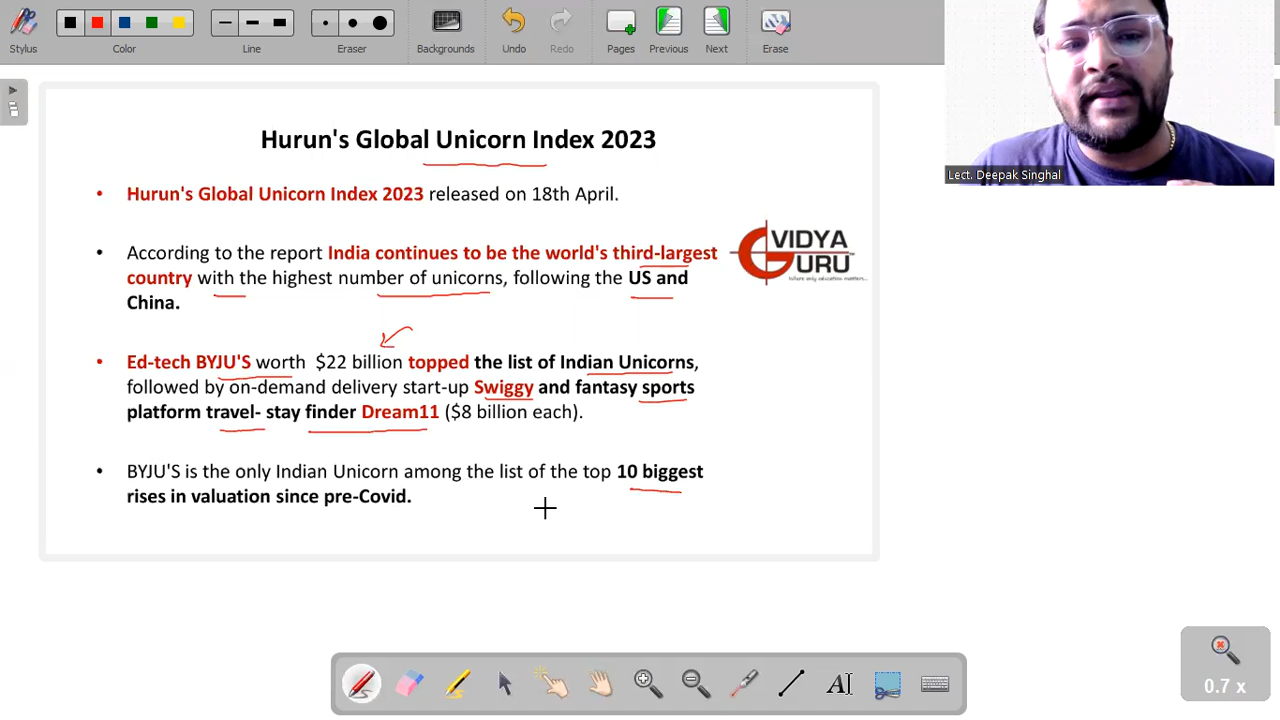 Stylus
Color
Line
Eraser
Backgrounds
Undo
Redo
Pages
Previous
Next
Erase
Lect. Deepak Singhal
Hurun's Global Unicorn Index 2023
• Hurun's Global Unicorn Index 2023 released on 18th April.
• According to the report India continues to be the world's third-largest
country with the highest number of unicorns, following the US and
China.
VIDYA
GURU
Where only education matters...
• Ed-tech BYJU'S worth $22 billion topped the list of Indian Unicorns,
followed by on-demand delivery start-up Swiggy and fantasy sports
platform travel- stay finder Dream11 ($8 billion each).
• BYJU'S is the only Indian Unicorn among the list of the top 10 biggest
rises in valuation since pre-Covid.
AI
0.7 x